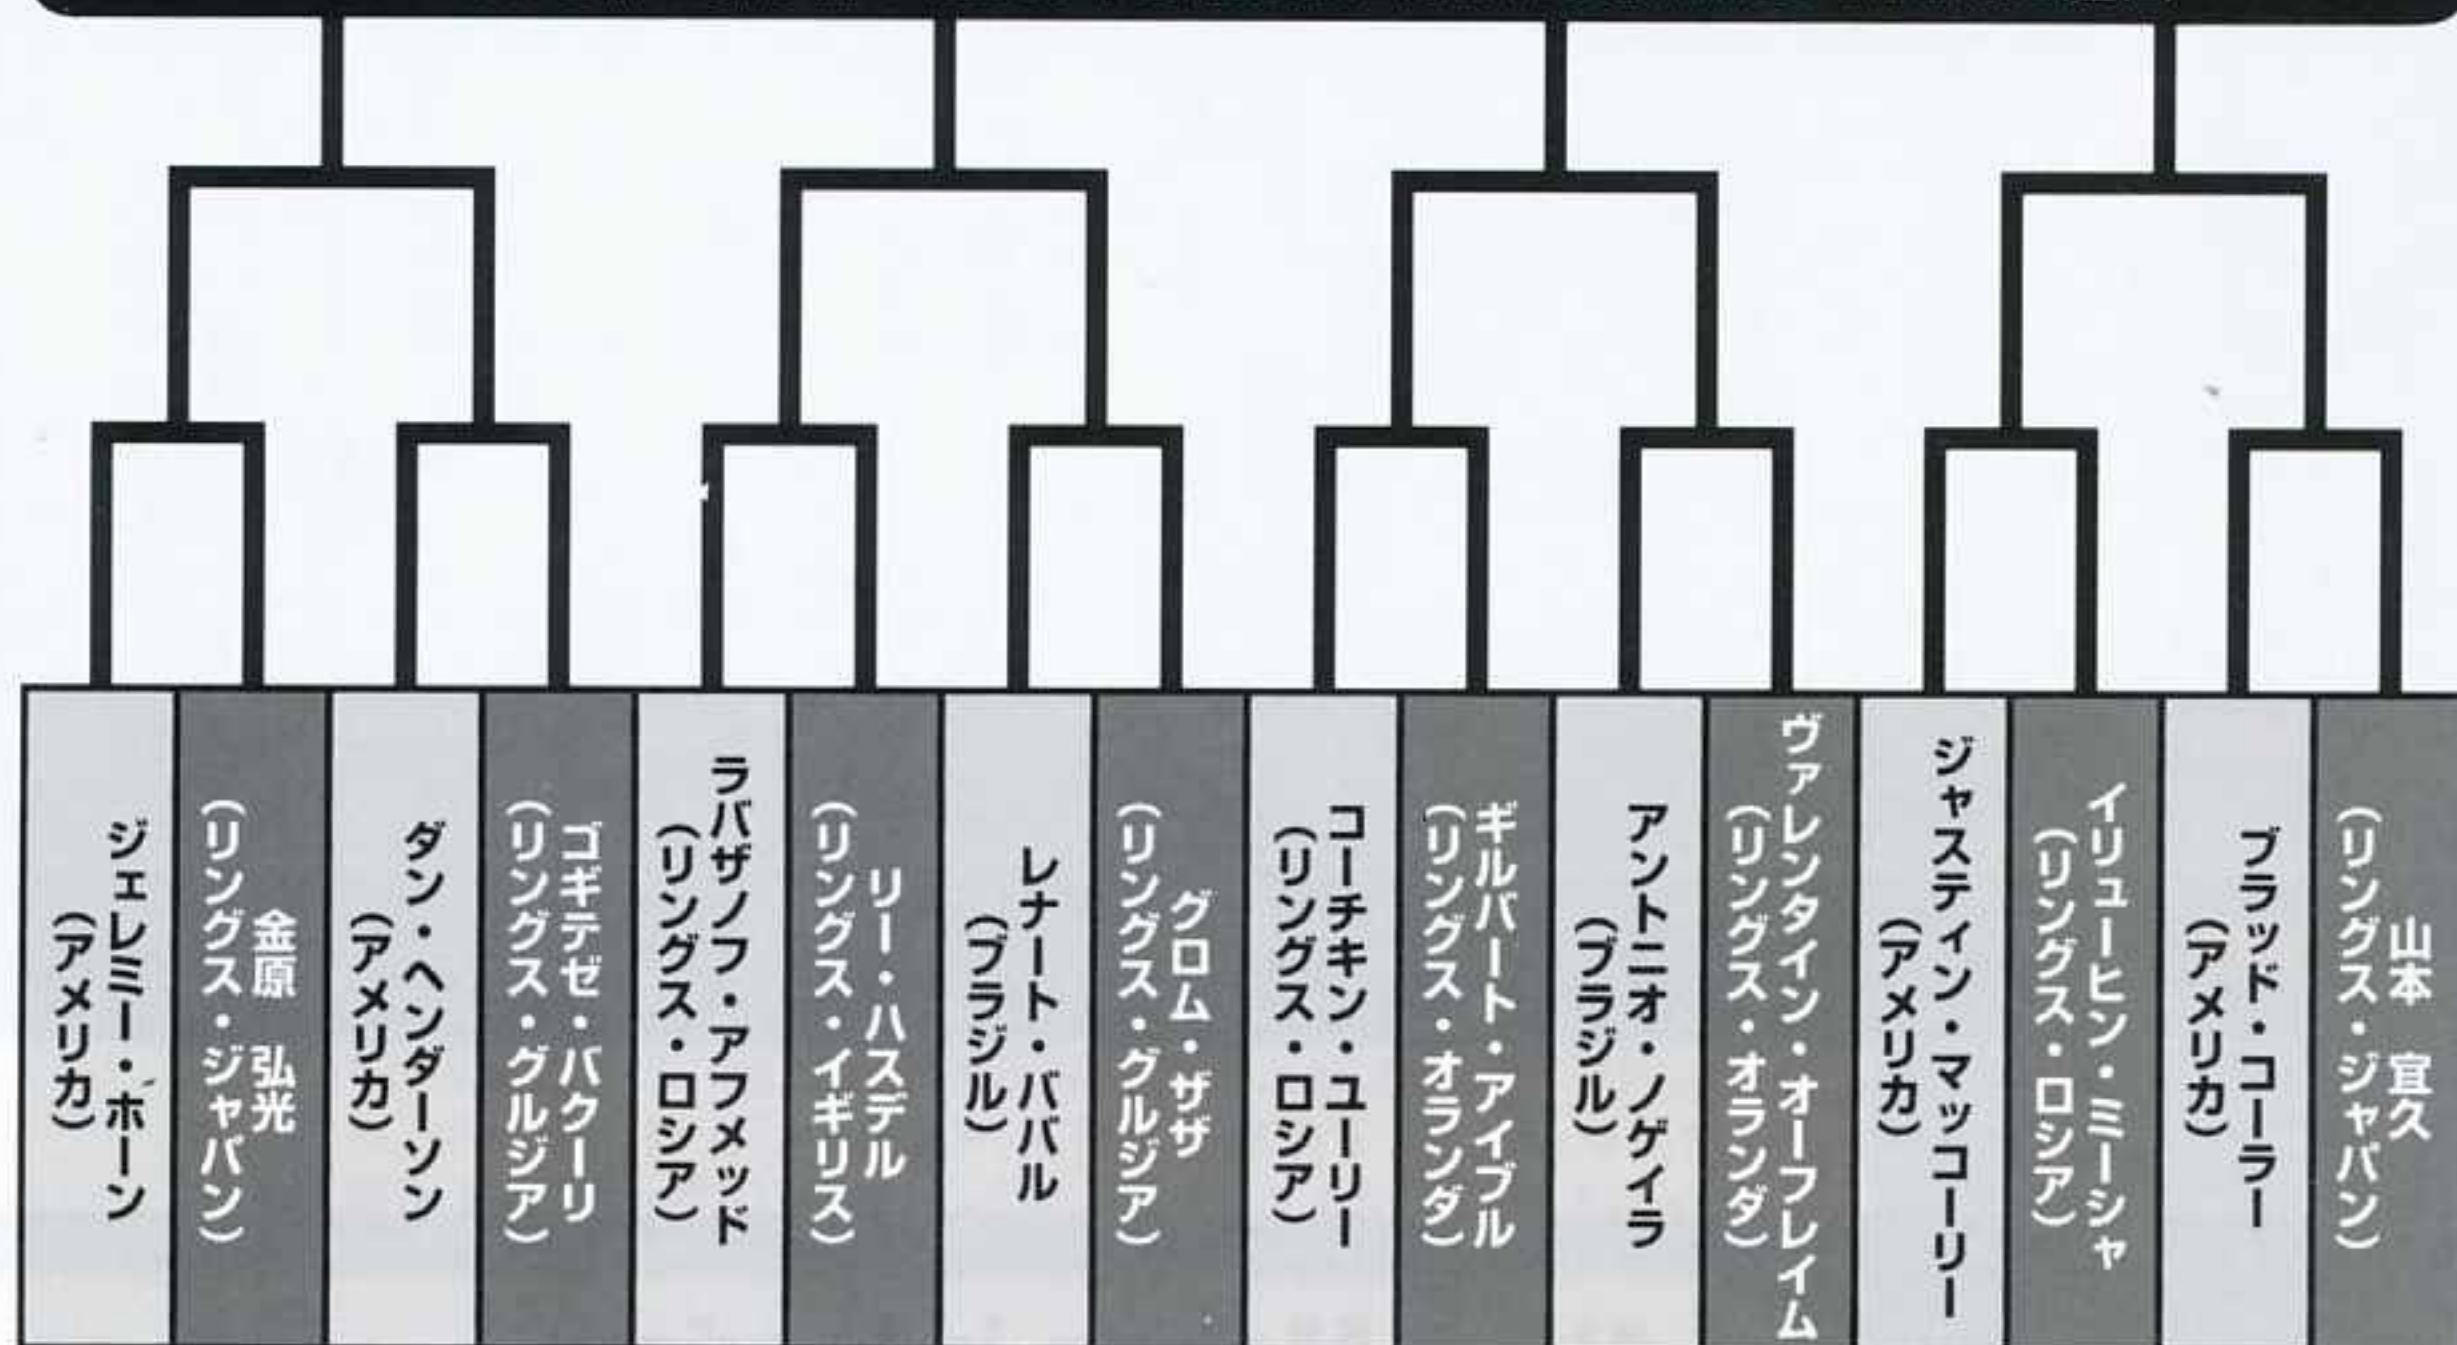 ジェレミー・ホーン
(アメリカ)
金原 弘光
(リングス・ジャパン)
ダン・ヘンダーソン
(アメリカ)
ゴギテゼ・バクーリ
(リングス・グルジア)
ラバザノフ・アフメッド
(リングス・ロシア)
リー・ハスデル
(リングス・イギリス)
レナート・ババル
(ブラジル)
グロム・ザザ
(リングス・グルジア)
コーチキン・ユーリー
(リングス・ロシア)
ギルバート・アイブル
(リングス・オランダ)
アントニオ・ノゲイラ
(ブラジル)
ヴァレンタイン・オーフレイム
(リングス・オランダ)
ジャスティン・マッコーリー
(アメリカ)
イリューヒン・ミーシャ
(リングス・ロシア)
ブラッド・コーラー
(アメリカ)
山本 宜久
(リングス・ジャパン)